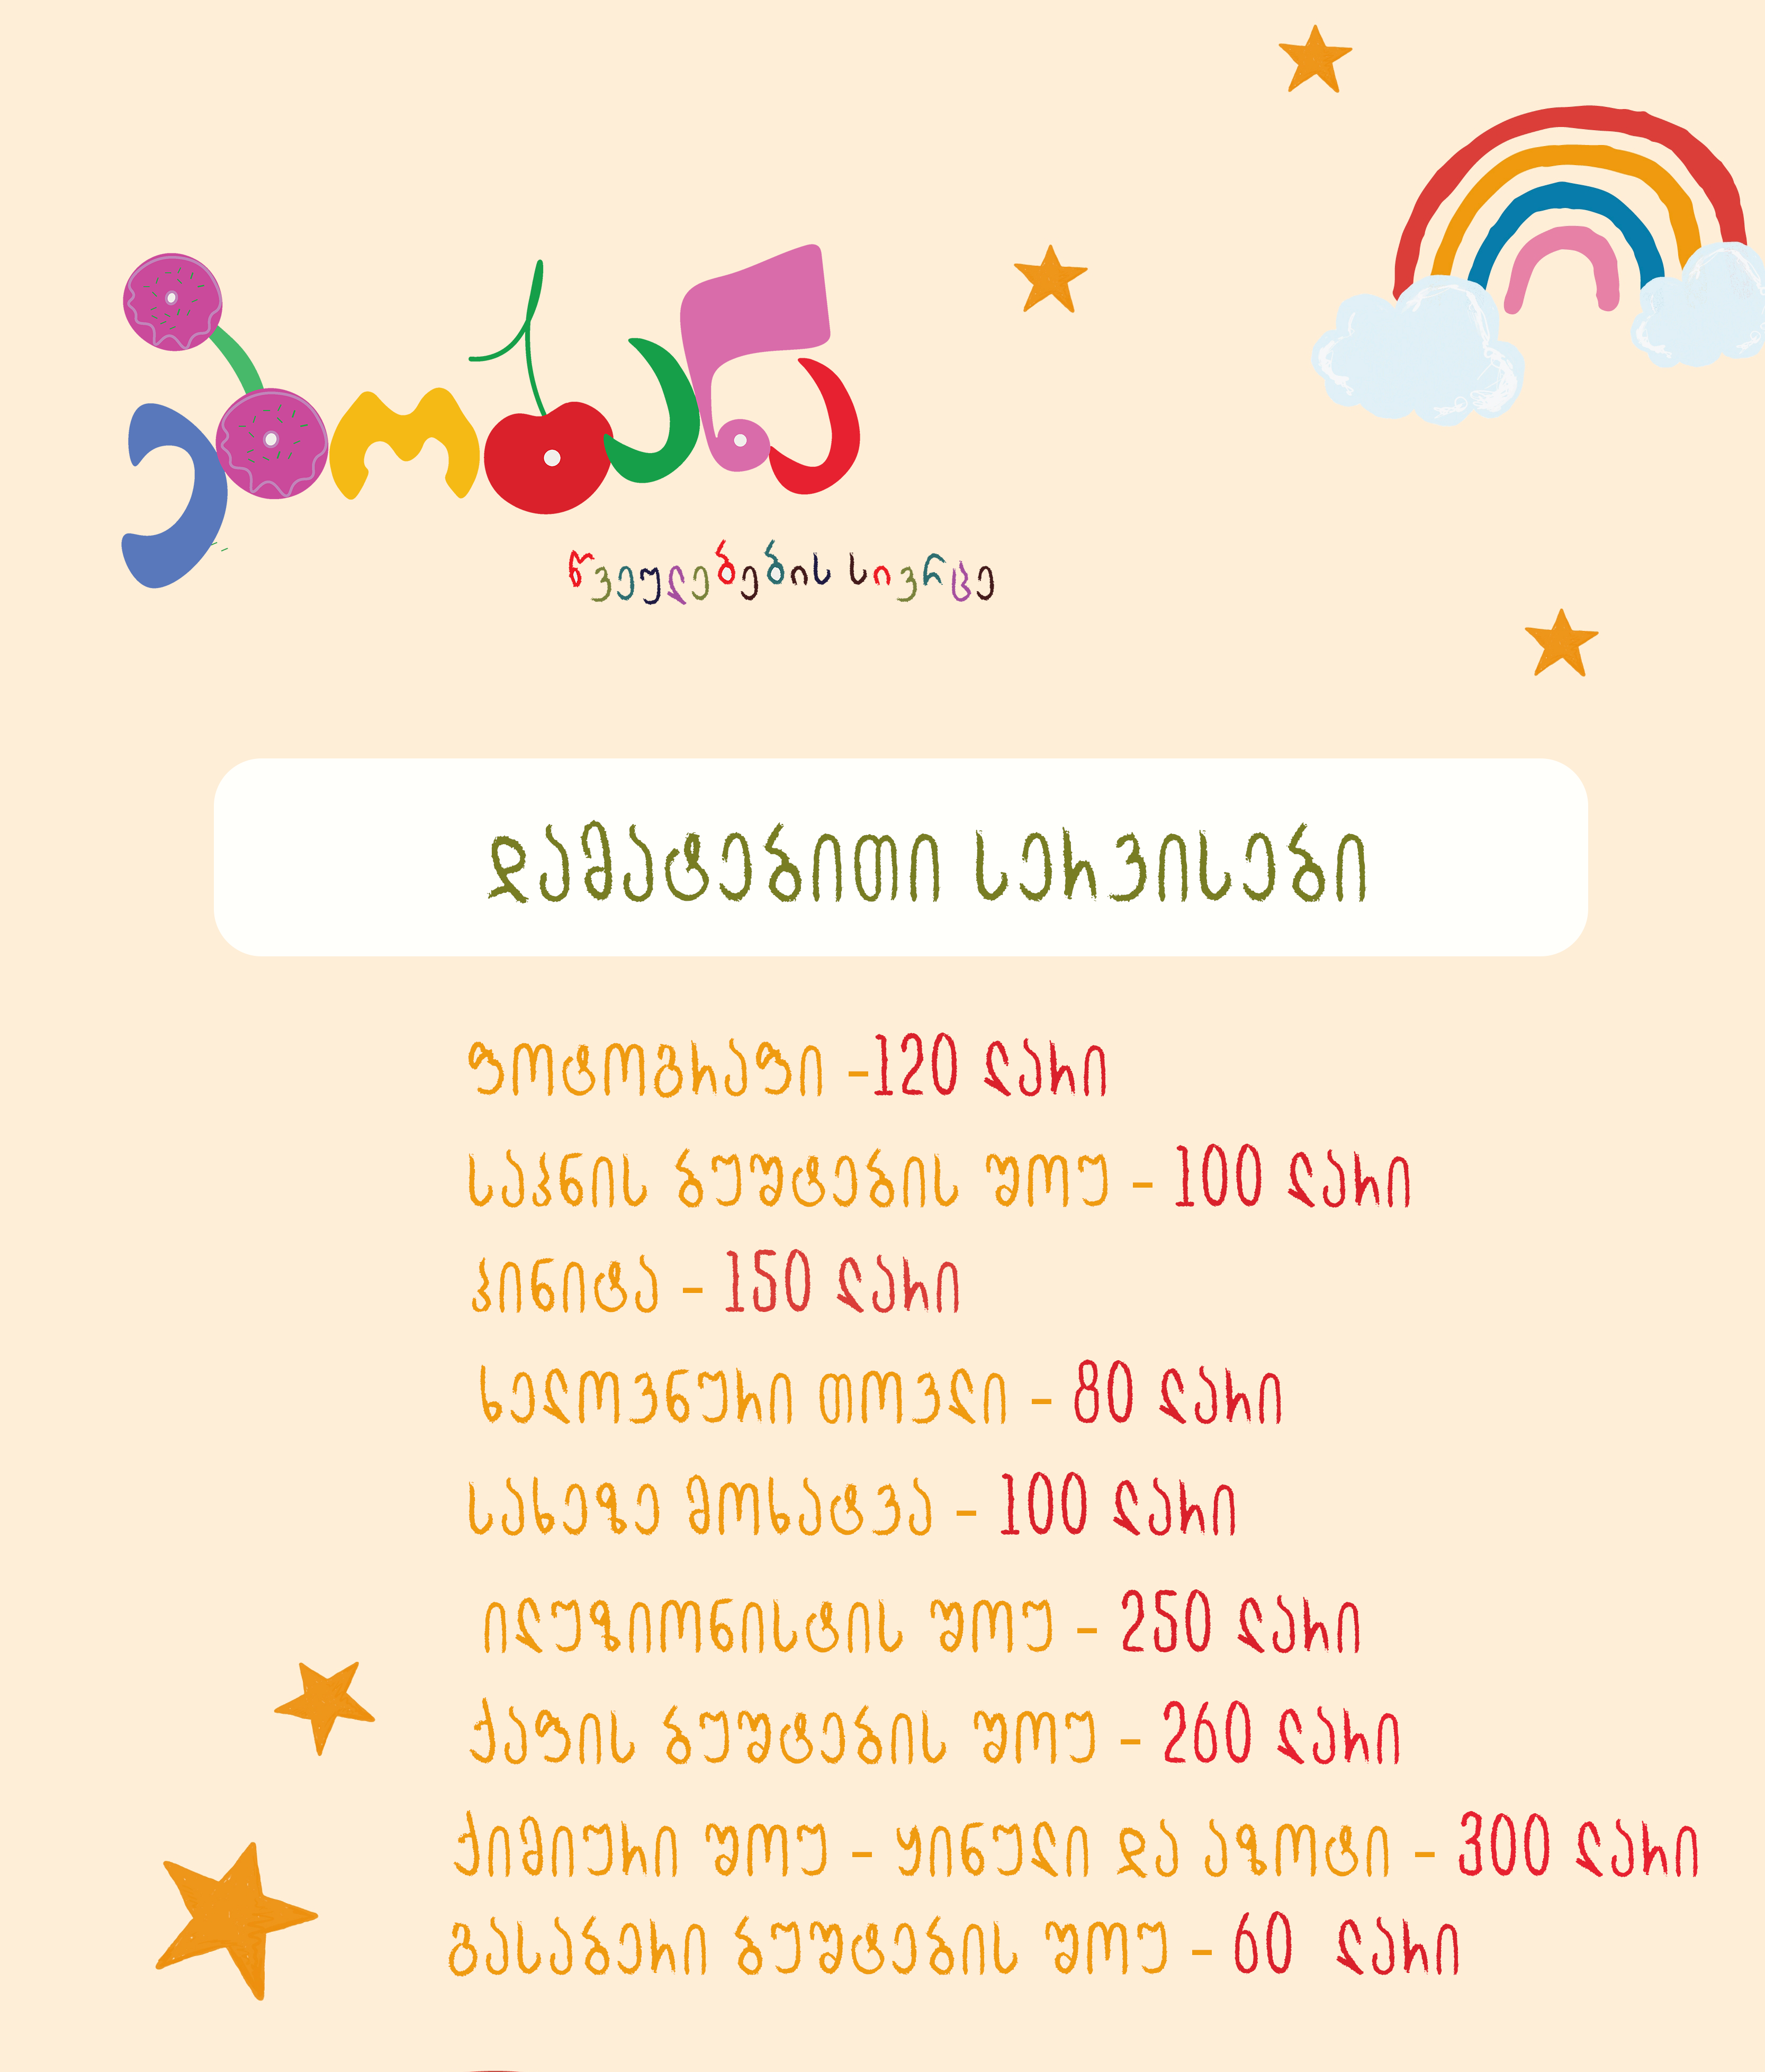 წვეულებების სივრცე
დამატებითი სერვისები
ფოტოგრაფი -120 ლარი
საპნის ბუშტების შოუ - 100 ლარი
პინიტა - 150 ლარი
ხელოვნური თოვლი - 80 ლარი
სახეზე მოხატვა - 100 ლარი
ილუზიონისტის შოუ - 250 ლარი
ქაფის ბუშტების შოუ - 260 ლარი
ქიმიური შოუ - ყინული და აზოტი - 300 ლარი
გასაბერი ბუშტების შოუ - 60 ლარი